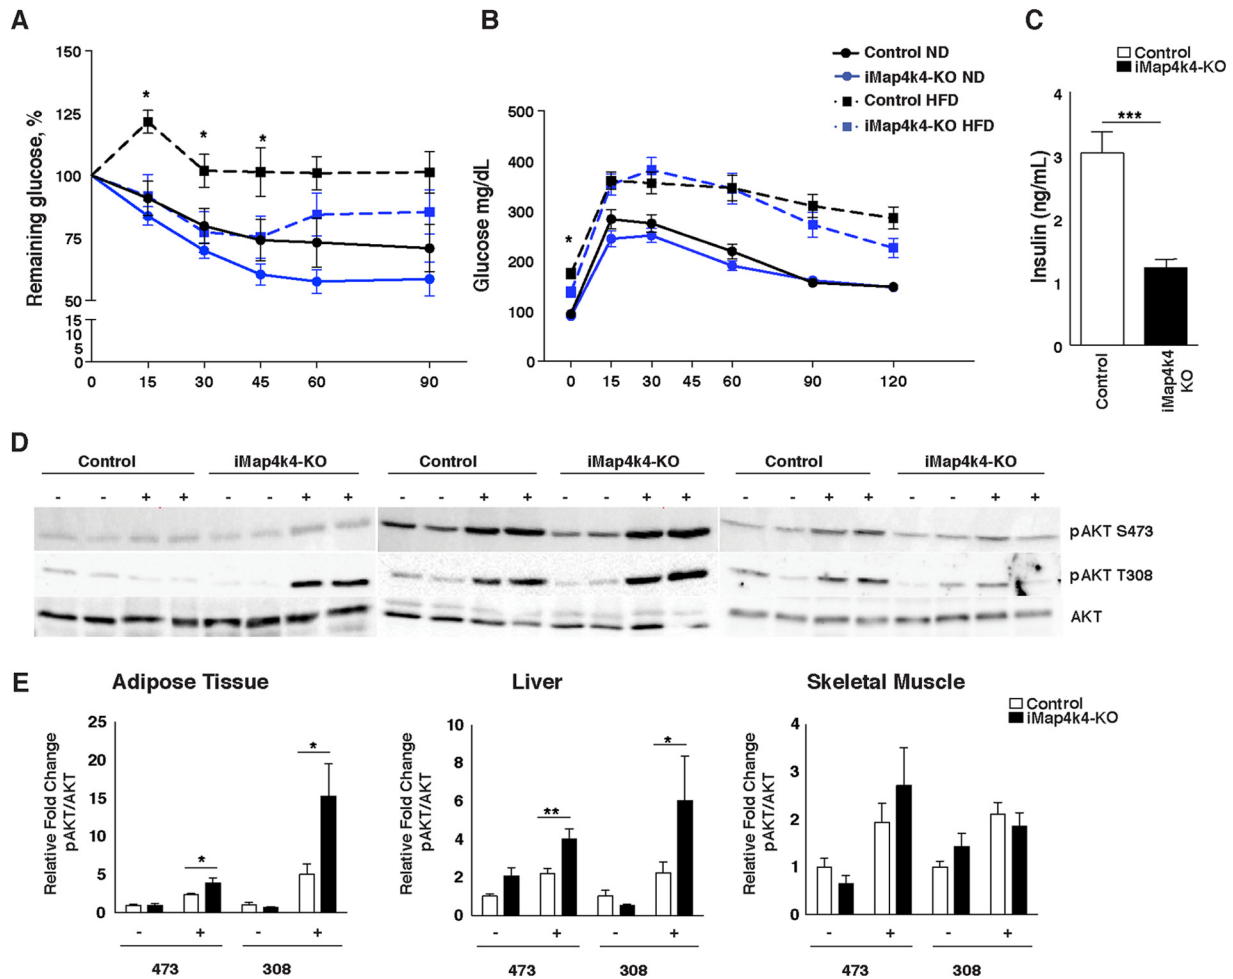 A
Remaining glucose, %
150
125
100
75
50
15
10
5
0
*
*
*
0 15 30 45 60 90
B
Glucose mg/dL
500
400
300
200
100
0
*
0 15 30 45 60 90 120
Control ND
iMap4k4-KO ND
Control HFD
iMap4k4-KO HFD
C
Control
iMap4k4-KO
Insulin (ng/mL)
4
3
2
1
0
***
Control
iMap4k4
KO
D
Control iMap4k4-KO Control iMap4k4-KO Control iMap4k4-KO
- - + + - - + + - - + + - - + + - - + + - - + +
pAKT S473
pAKT T308
AKT
E
Adipose Tissue
Relative Fold Change
pAKT/AKT
25
20
15
10
5
0
*
*
- + - +
473 308
Liver
Relative Fold Change
pAKT/AKT
10
8
6
4
2
0
**
*
- + - +
473 308
Skeletal Muscle
Control
iMap4k4-KO
Relative Fold Change
pAKT/AKT
4
3
2
1
0
- + - +
473 308